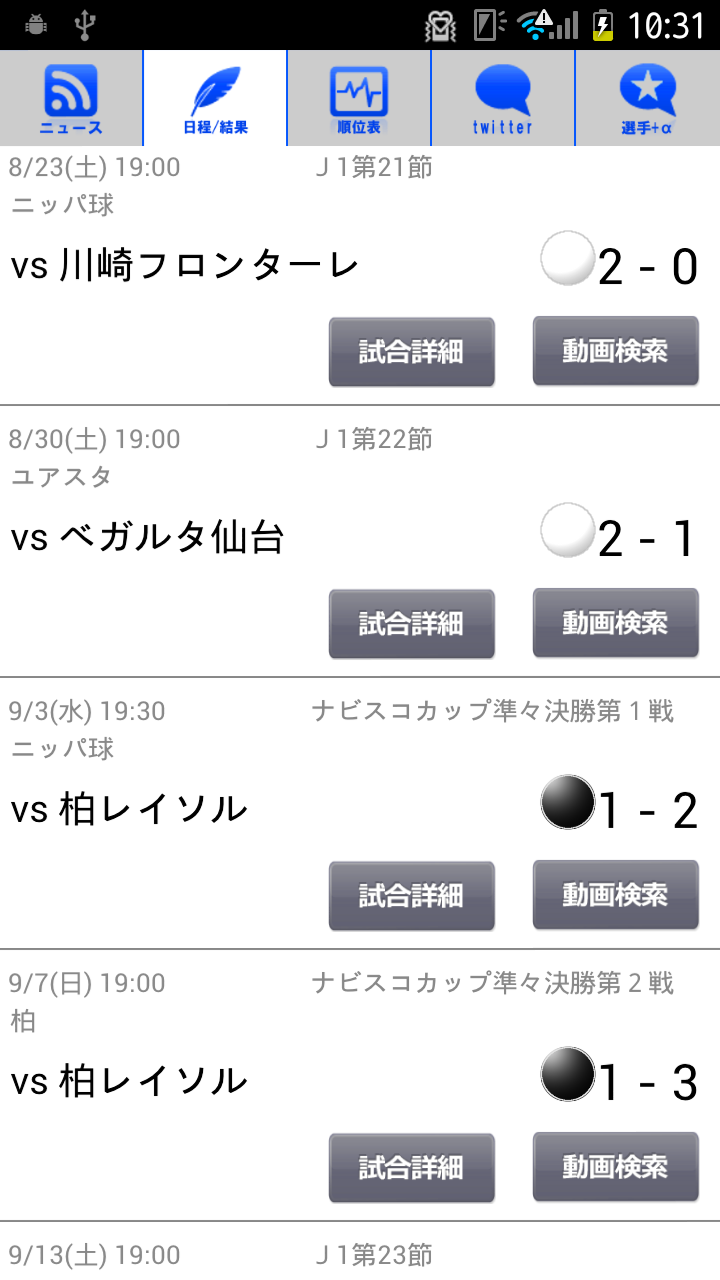 10:31
ニュース 日程/結果 順位表 twitter 選手+α
8/23(土) 19:00 Ｊ1第21節
ニッパ球
vs 川崎フロンターレ 2 - 0
試合詳細 動画検索
8/30(土) 19:00 Ｊ1第22節
ユアスタ
vs ベガルタ仙台 2 - 1
試合詳細 動画検索
9/3(水) 19:30 ナビスコカップ準々決勝第１戦
ニッパ球
vs 柏レイソル 1 - 2
試合詳細 動画検索
9/7(日) 19:00 ナビスコカップ準々決勝第２戦
柏
vs 柏レイソル 1 - 3
試合詳細 動画検索
9/13(土) 19:00 Ｊ1第23節